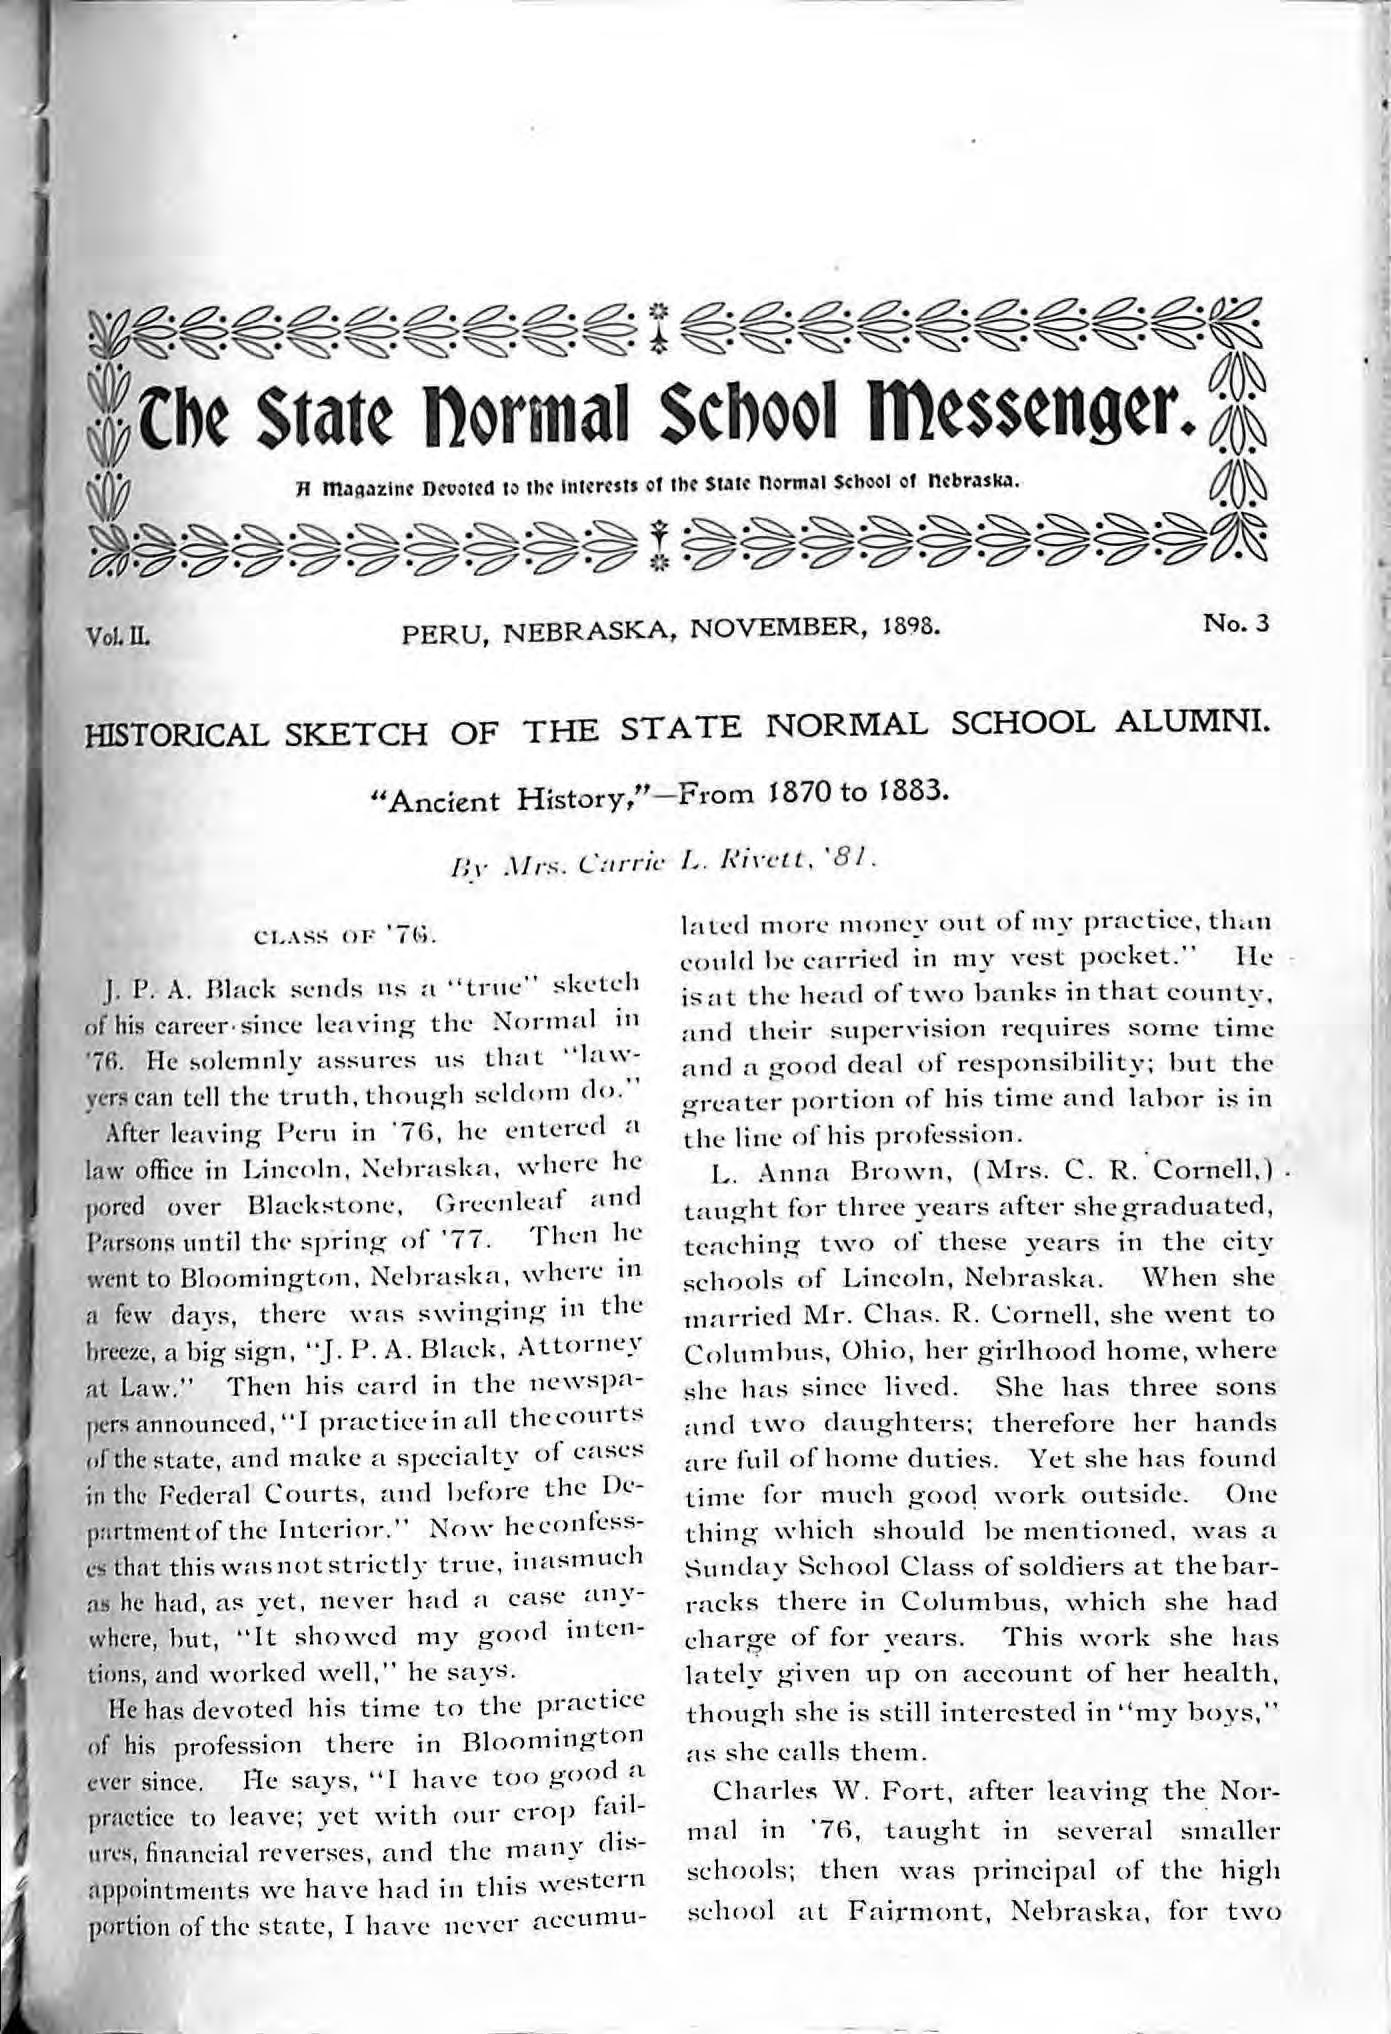 The State Normal School Messenger.
A Magazine Devoted to the Interests of the State Normal School of Nebraska.
Vol. II.
PERU, NEBRASKA, NOVEMBER, 1898.
No. 3
HISTORICAL SKETCH OF THE STATE NORMAL SCHOOL ALUMNI.
"Ancient History,"—From 1870 to 1883.
By Mrs. Carrie L. Rivett, '81.
CLASS OF '76.
J. P. A. Black sends us a "true" sketch
of his career since leaving the Normal in
'76. He solemnly assures us that "law-
yers can tell the truth, though seldom do."
After leaving Peru in '76, he entered a
law office in Lincoln, Nebraska, where he
pored over Blackstone, Greenleaf and
Parsons until the spring of '77. Then he
went to Bloomington, Nebraska, where in
a few days, there was swinging in the
breeze, a big sign, "J. P. A. Black, Attorney
at Law." Then his card in the newspa-
pers announced, "I practice in all the courts
of the state, and make a specialty of cases
in the Federal Courts, and before the De-
partment of the Interior." Now he confess-
es that this was not strictly true, inasmuch
as he had, as yet, never had a case any-
where, but, "It showed my good inten-
tions, and worked well," he says.
He has devoted his time to the practice
of his profession there in Bloomington
ever since. He says, "I have too good a
practice to leave; yet with our crop fail-
ures, financial reverses, and the many dis-
appointments we have had in this western
portion of the state, I have never accumu-
lated more money out of my practice, than
could be carried in my vest pocket." He
is at the head of two banks in that county,
and their supervision requires some time
and a good deal of responsibility; but the
greater portion of his time and labor is in
the line of his profession.
L. Anna Brown, (Mrs. C. R. Cornell,)
taught for three years after she graduated,
teaching two of these years in the city
schools of Lincoln, Nebraska. When she
married Mr. Chas. R. Cornell, she went to
Columbus, Ohio, her girlhood home, where
she has since lived. She has three sons
and two daughters; therefore her hands
are full of home duties. Yet she has found
time for much good work outside. One
thing which should be mentioned, was a
Sunday School Class of soldiers at the bar-
racks there in Columbus, which she had
charge of for years. This work she has
lately given up on account of her health,
though she is still interested in "my boys,"
as she calls them.
Charles W. Fort, after leaving the Nor-
mal in '76, taught in several smaller
schools; then was principal of the high
school at Fairmont, Nebraska, for two